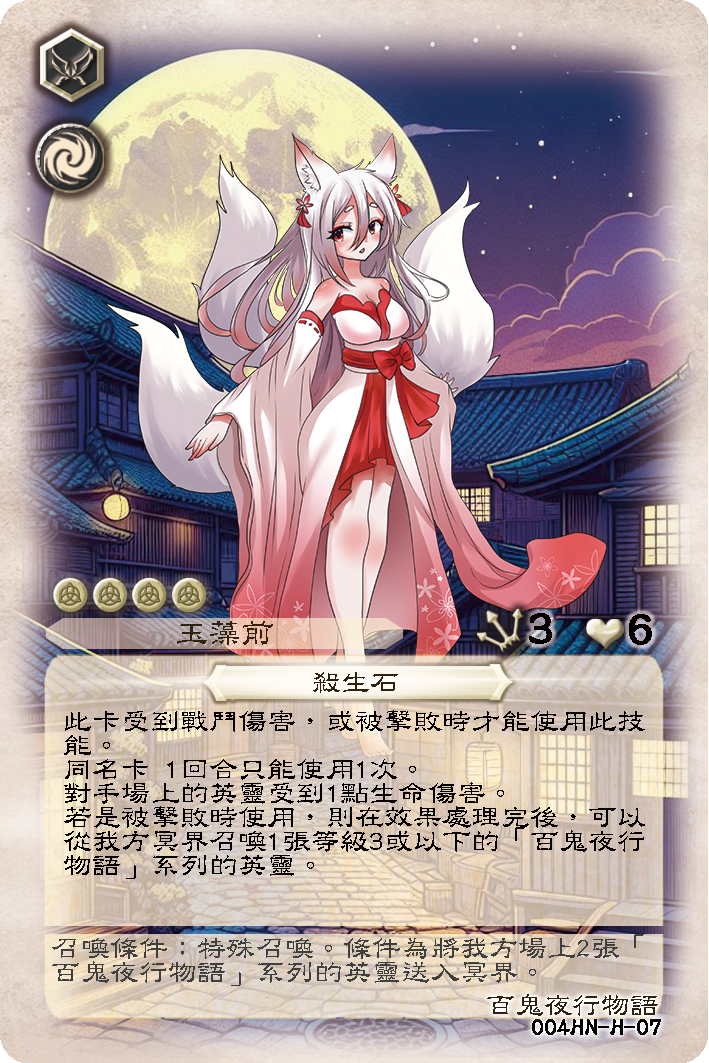 玉藻前
3
6
殺生石
此卡受到戰鬥傷害，或被擊敗時才能使用此技
能。
同名卡 1回合只能使用1次。
對手場上的英靈受到1點生命傷害。
若是被擊敗時使用，則在效果處理完後，可以
從我方冥界召喚1張等級3或以下的「百鬼夜行
物語」系列的英靈。
召喚條件：特殊召喚。條件為將我方場上2張「
百鬼夜行物語」系列的英靈送入冥界。
百鬼夜行物語
004HN-H-07